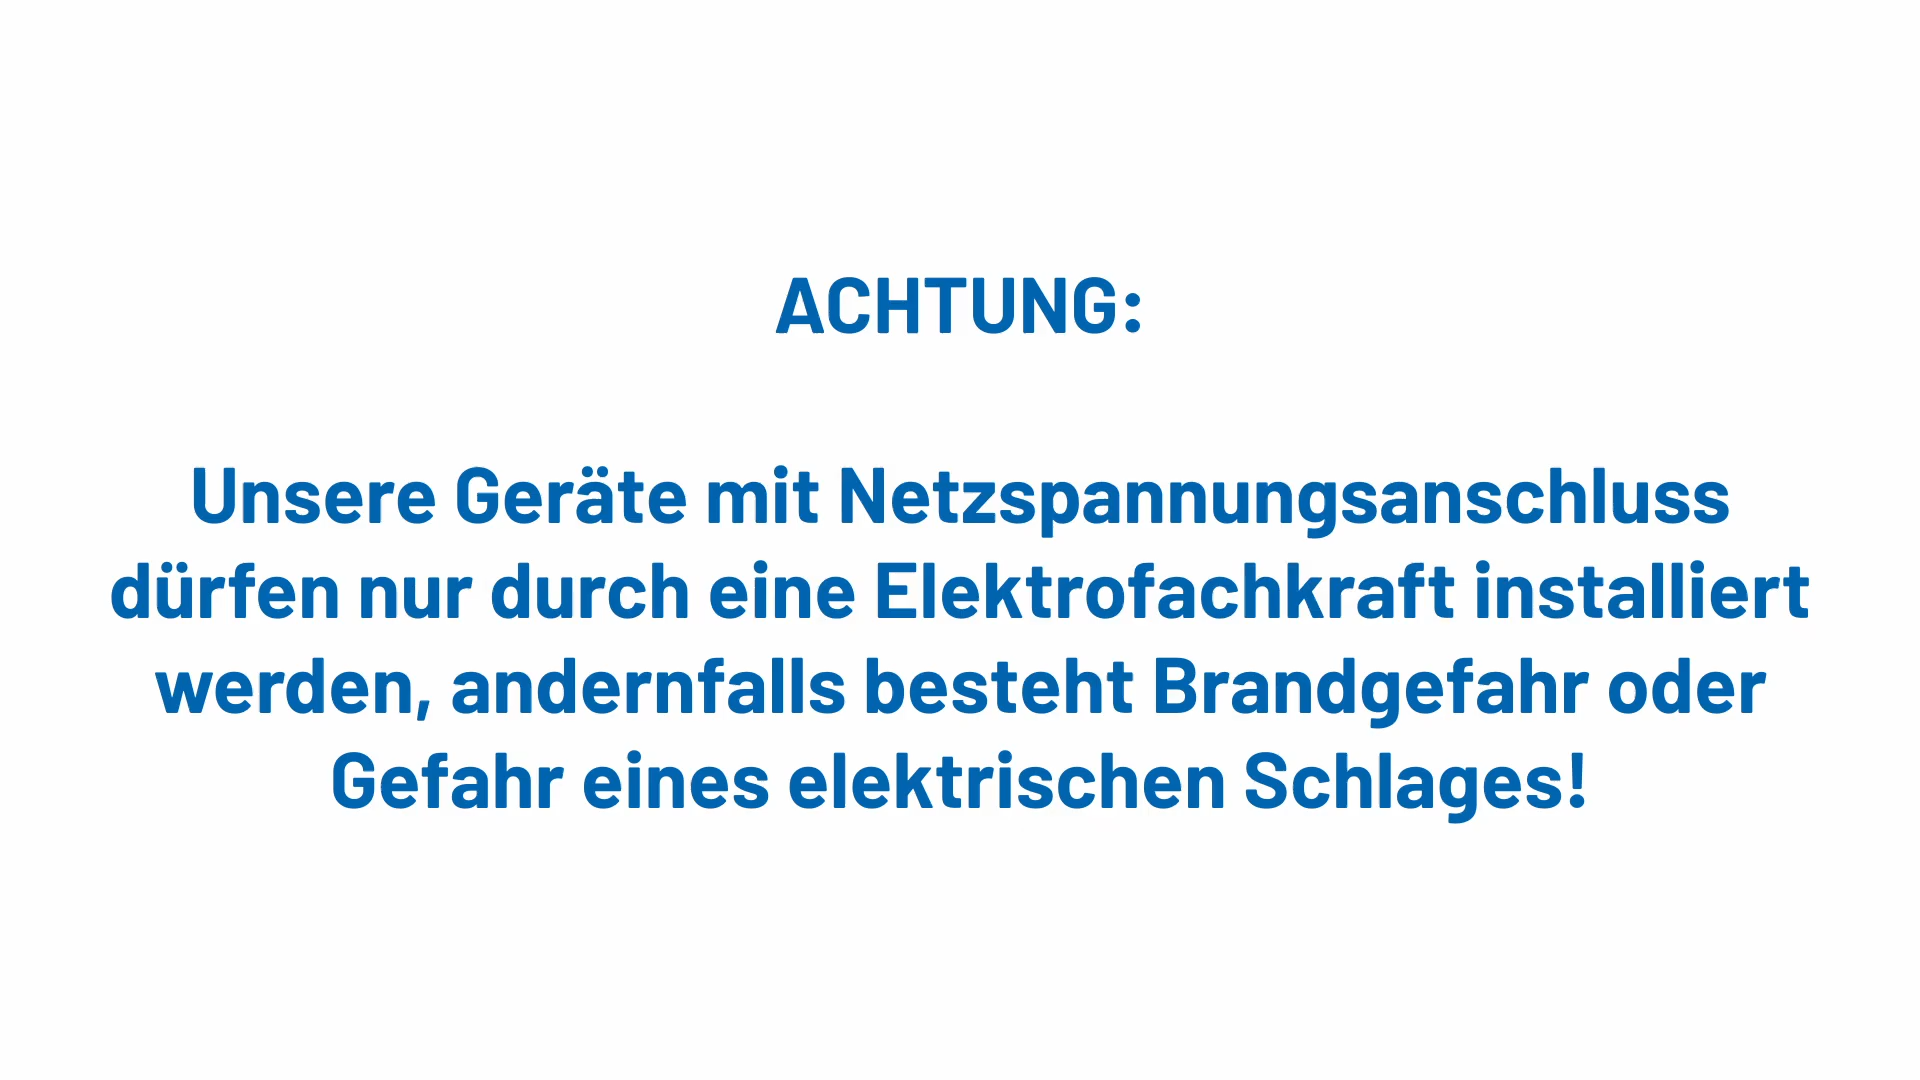 ACHTUNG:
Unsere Geräte mit Netzspannungsanschluss
dürfen nur durch eine Elektrofachkraft installiert
werden, andernfalls besteht Brandgefahr oder
Gefahr eines elektrischen Schlages!